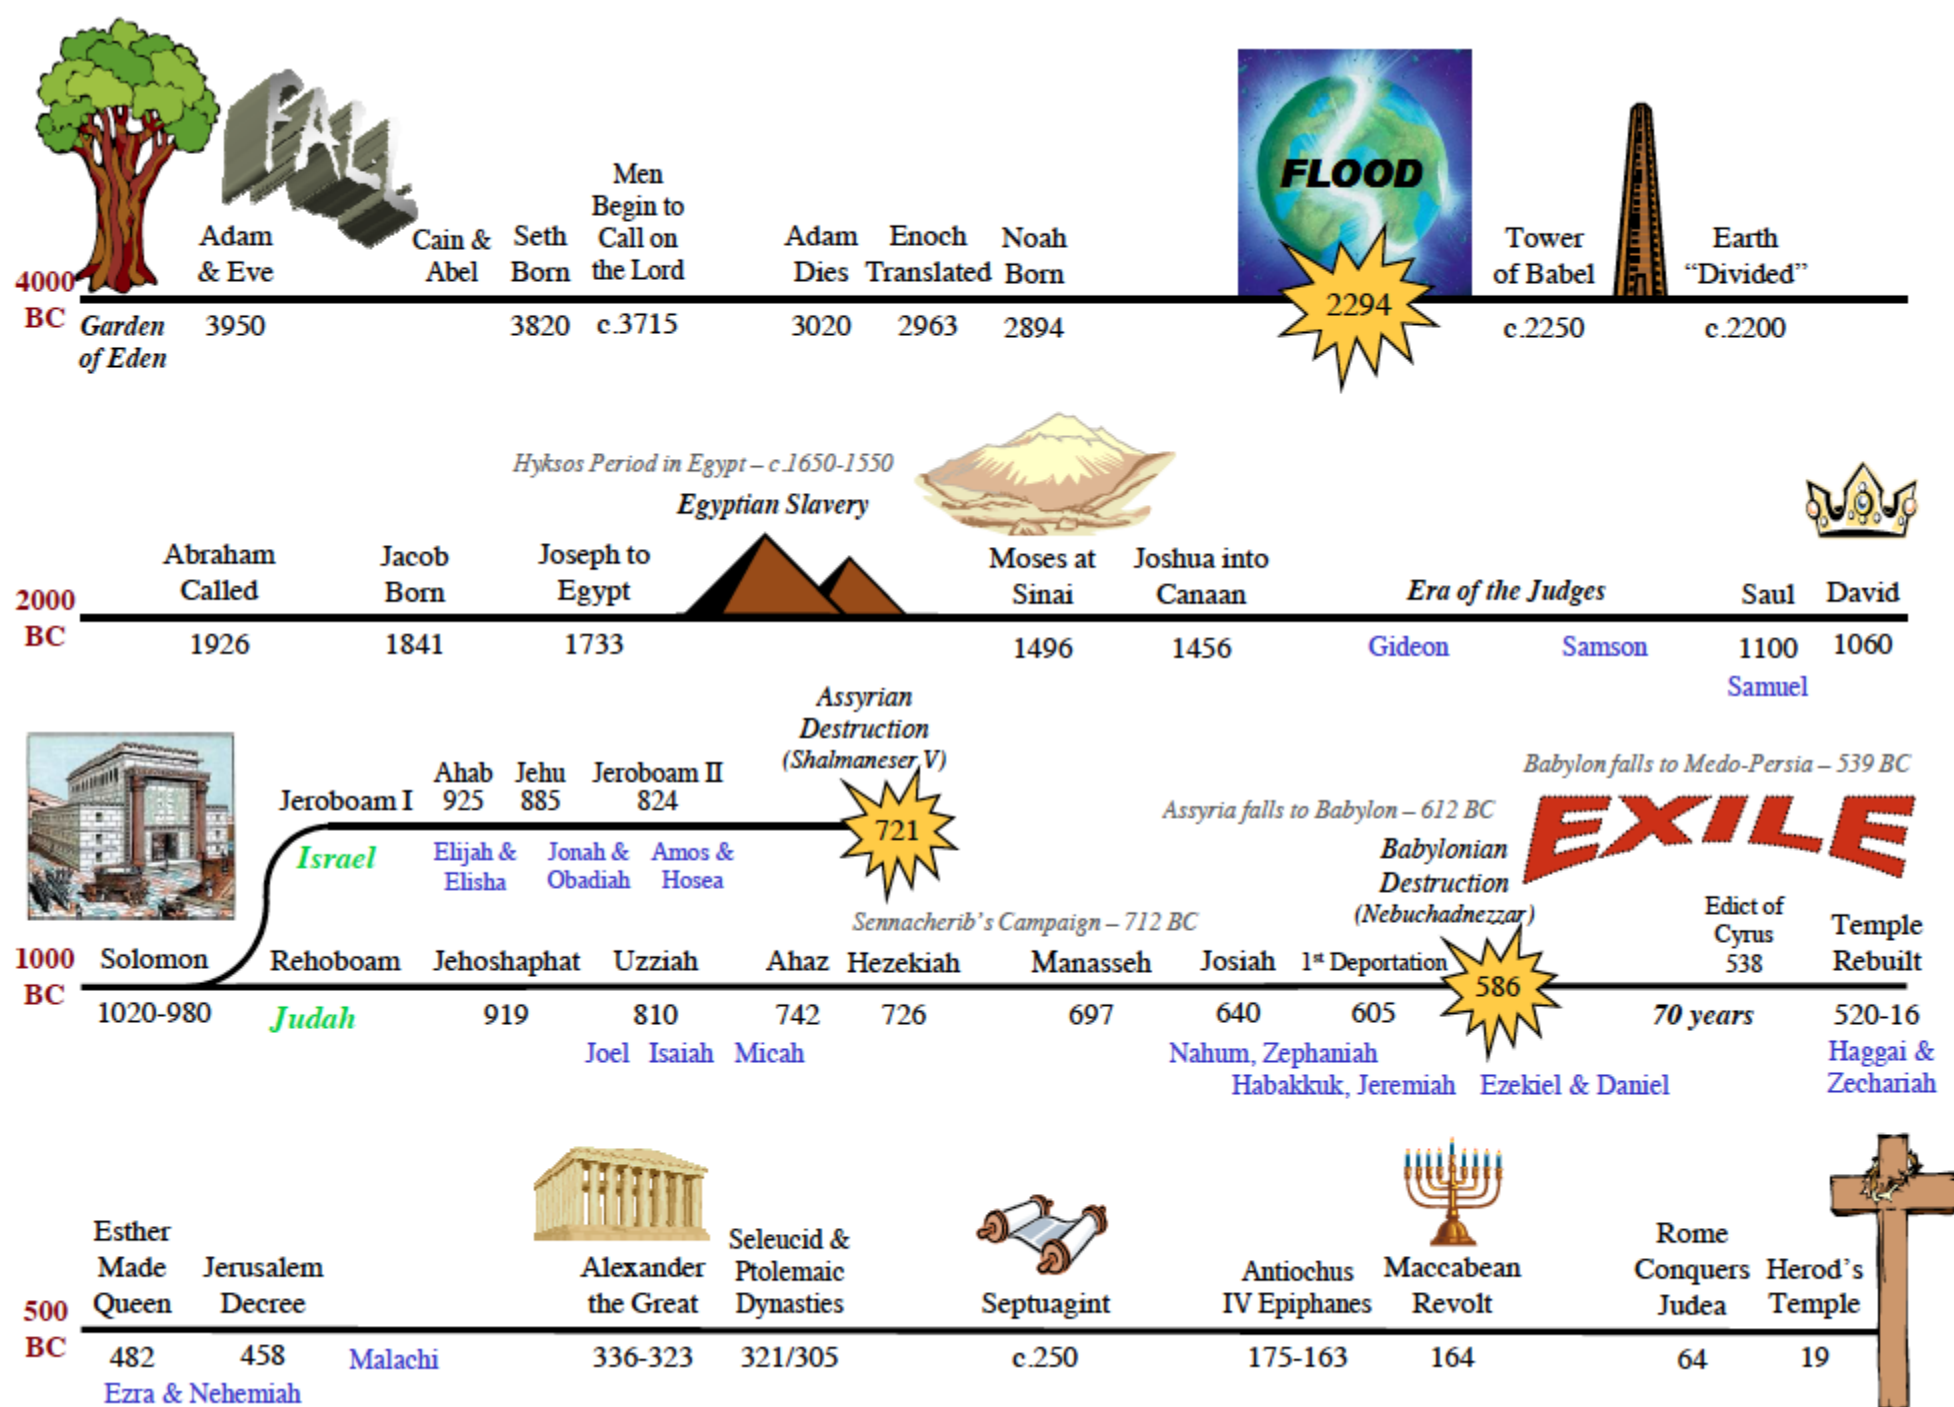 FALL
FLOOD
Men
Begin to
Call on
the Lord
Adam
& Eve
Cain &
Abel
Seth
Born
Adam
Dies
Enoch
Translated
Noah
Born
Tower
of Babel
Earth
“Divided”
4000
BC
Garden
of Eden
3950
3820
c.3715
3020
2963
2894
2294
c.2250
c.2200
Hyksos Period in Egypt – c.1650-1550
Egyptian Slavery
Abraham
Called
Jacob
Born
Joseph to
Egypt
Moses at
Sinai
Joshua into
Canaan
Era of the Judges
Saul
David
2000
BC
1926
1841
1733
1496
1456
Gideon
Samson
1100
1060
Samuel
Assyrian
Destruction
(Shalmaneser V)
Jeroboam I
Ahab
925
Jehu
885
Jeroboam II
824
721
Israel
Elijah &
Elisha
Jonah &
Obadiah
Amos &
Hosea
Babylon falls to Medo-Persia – 539 BC
EXILE
Assyria falls to Babylon – 612 BC
Babylonian
Destruction
(Nebuchadnezzar)
Sennacherib’s Campaign – 712 BC
Edict of
Cyrus
538
Temple
Rebuilt
1000
BC
Solomon
Rehoboam
Jehoshaphat
Uzziah
Ahaz
Hezekiah
Manasseh
Josiah
1st Deportation
586
1020-980
Judah
919
810
742
726
697
640
605
70 years
520-16
Joel
Isaiah
Micah
Nahum, Zephaniah
Habakkuk, Jeremiah
Ezekiel & Daniel
Haggai &
Zechariah
Esther
Made
Queen
Jerusalem
Decree
Alexander
the Great
Seleucid &
Ptolemaic
Dynasties
Septuagint
Antiochus
IV Epiphanes
Maccabean
Revolt
Rome
Conquers
Judea
Herod’s
Temple
500
BC
482
458
Malachi
336-323
321/305
c.250
175-163
164
64
19
Ezra & Nehemiah